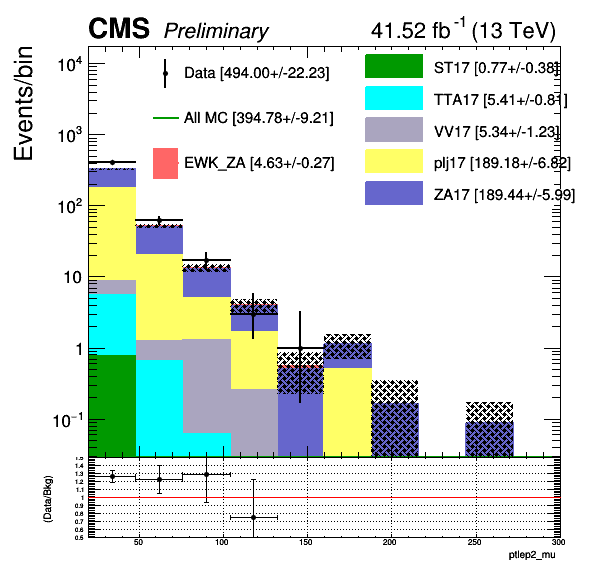 CMS Preliminary 41.52 fb⁻¹ (13 TeV)
Events/bin
10⁴
10³
10²
10
1
10⁻¹
Data [494.00+/-22.23]
All MC [394.78+/-9.21]
EWK_ZA [4.63+/-0.27]
ST17 [0.77+/-0.38]
TTA17 [5.41+/-0.81]
VV17 [5.34+/-1.23]
plj17 [189.18+/-6.82]
ZA17 [189.44+/-5.99]
(Data/Bkg)
1.5
1.4
1.3
1.2
1.1
1
0.9
0.8
0.7
0.6
0.5
50 100 150 200 250 300
ptlep2_mu